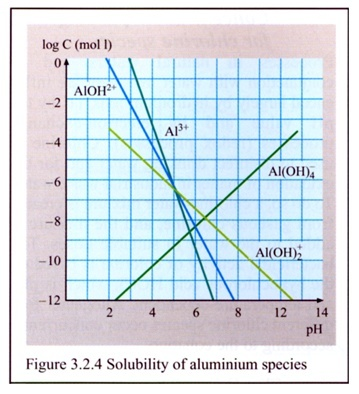 log C (mol l)
0
AlOH²⁺
−2
Al³⁺
−4
Al(OH)₄⁻
−6
−8
Al(OH)₂⁺
−10
−12
2 4 6 8 10 12 14
pH
Figure 3.2.4 Solubility of aluminium species